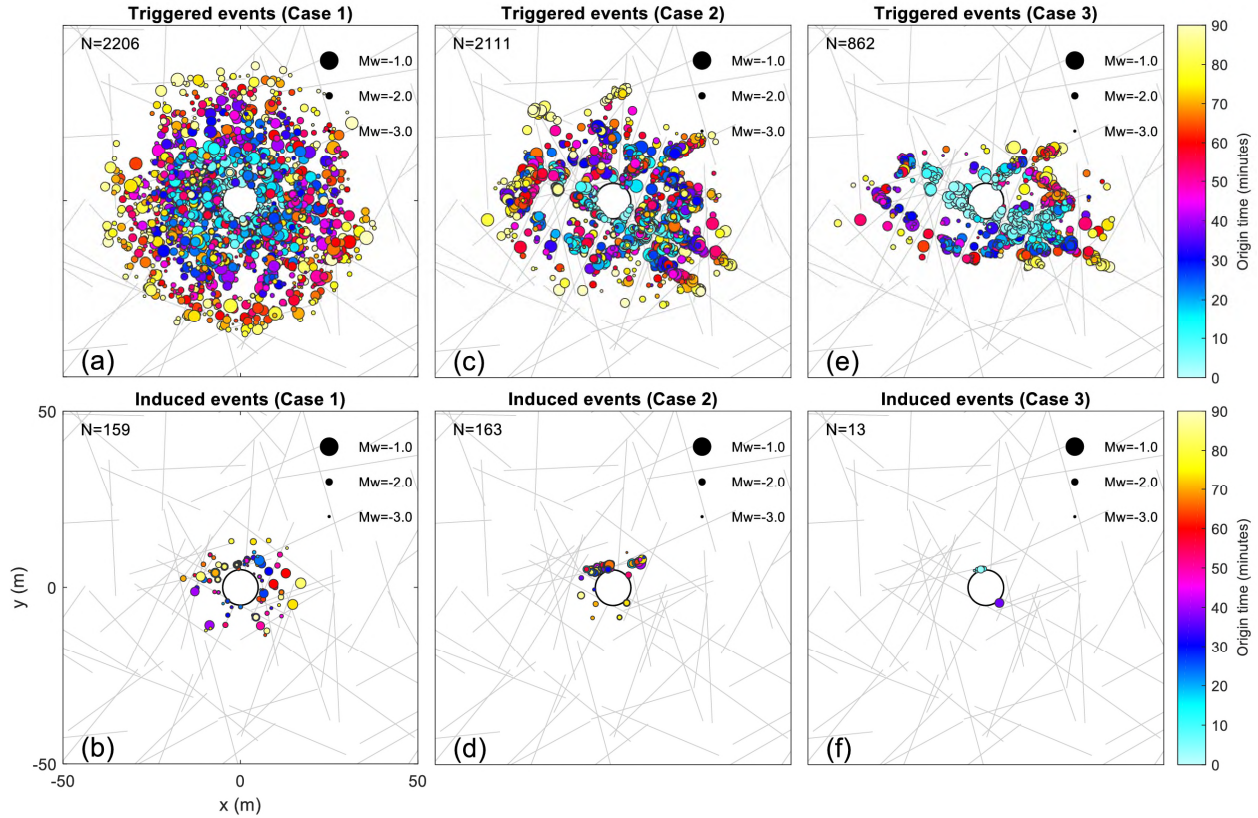 Triggered events (Case 1)
Triggered events (Case 2)
Triggered events (Case 3)
N=2206
Mw=-1.0
Mw=-2.0
Mw=-3.0
(a)
N=2111
Mw=-1.0
Mw=-2.0
Mw=-3.0
(c)
N=862
Mw=-1.0
Mw=-2.0
Mw=-3.0
(e)
90
80
70
60
50
40
30
20
10
0
Origin time (minutes)
Induced events (Case 1)
Induced events (Case 2)
Induced events (Case 3)
50
0
-50
y (m)
N=159
Mw=-1.0
Mw=-2.0
Mw=-3.0
(b)
-50
0
50
x (m)
N=163
Mw=-1.0
Mw=-2.0
Mw=-3.0
(d)
N=13
Mw=-1.0
Mw=-2.0
Mw=-3.0
(f)
90
80
70
60
50
40
30
20
10
0
Origin time (minutes)